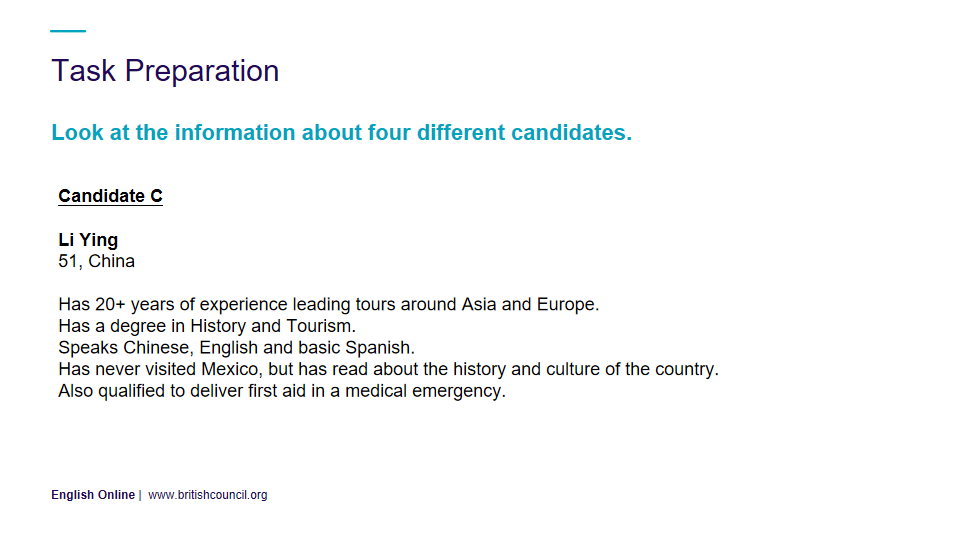 Task Preparation
Look at the information about four different candidates.
Candidate C
Li Ying
51, China
Has 20+ years of experience leading tours around Asia and Europe.
Has a degree in History and Tourism.
Speaks Chinese, English and basic Spanish.
Has never visited Mexico, but has read about the history and culture of the country.
Also qualified to deliver first aid in a medical emergency.
English Online | www.britishcouncil.org